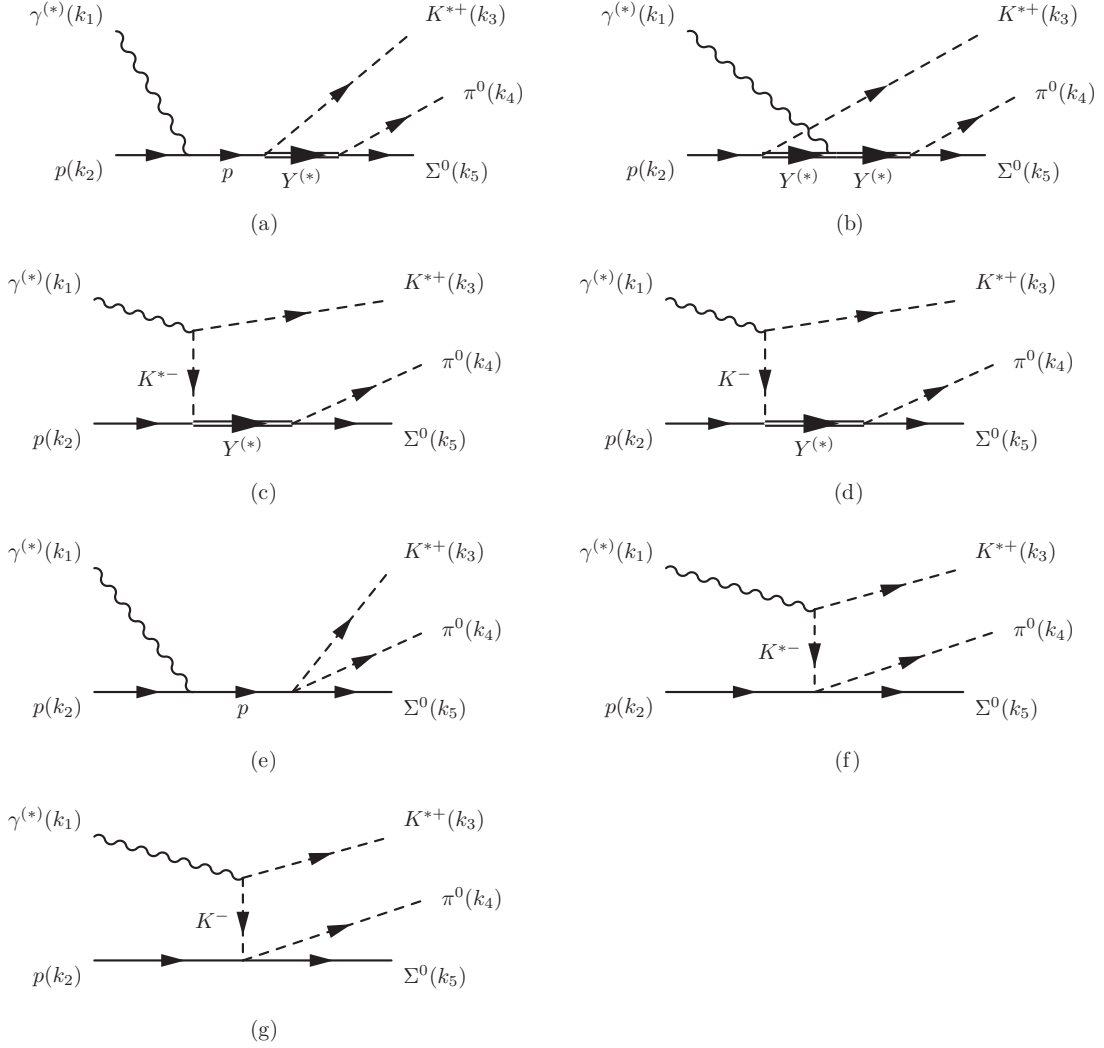 γ(*)(k₁)
K*⁺(k₃)
π⁰(k₄)
p(k₂)
p
Y(*)
Σ⁰(k₅)
(a)
γ(*)(k₁)
K*⁺(k₃)
π⁰(k₄)
p(k₂)
Y(*)
Y(*)
Σ⁰(k₅)
(b)
γ(*)(k₁)
K*⁺(k₃)
π⁰(k₄)
K*⁻
p(k₂)
Y(*)
Σ⁰(k₅)
(c)
γ(*)(k₁)
K*⁺(k₃)
π⁰(k₄)
K⁻
p(k₂)
Y(*)
Σ⁰(k₅)
(d)
γ(*)(k₁)
K*⁺(k₃)
π⁰(k₄)
p(k₂)
p
Σ⁰(k₅)
(e)
γ(*)(k₁)
K*⁺(k₃)
π⁰(k₄)
K*⁻
p(k₂)
Σ⁰(k₅)
(f)
γ(*)(k₁)
K*⁺(k₃)
π⁰(k₄)
K⁻
p(k₂)
Σ⁰(k₅)
(g)